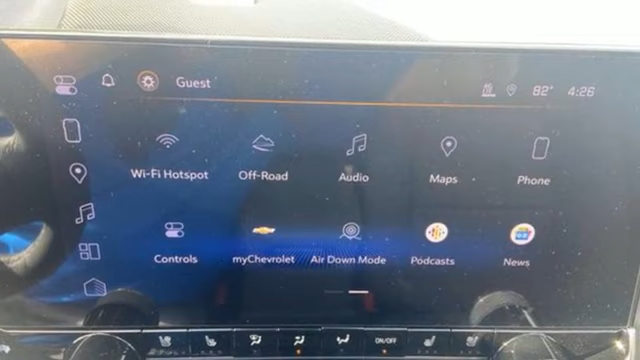 Guest 82° 4:26
Wi-Fi Hotspot Off-Road Audio Maps Phone
Controls myChevrolet Air Down Mode Podcasts News
ON/OFF